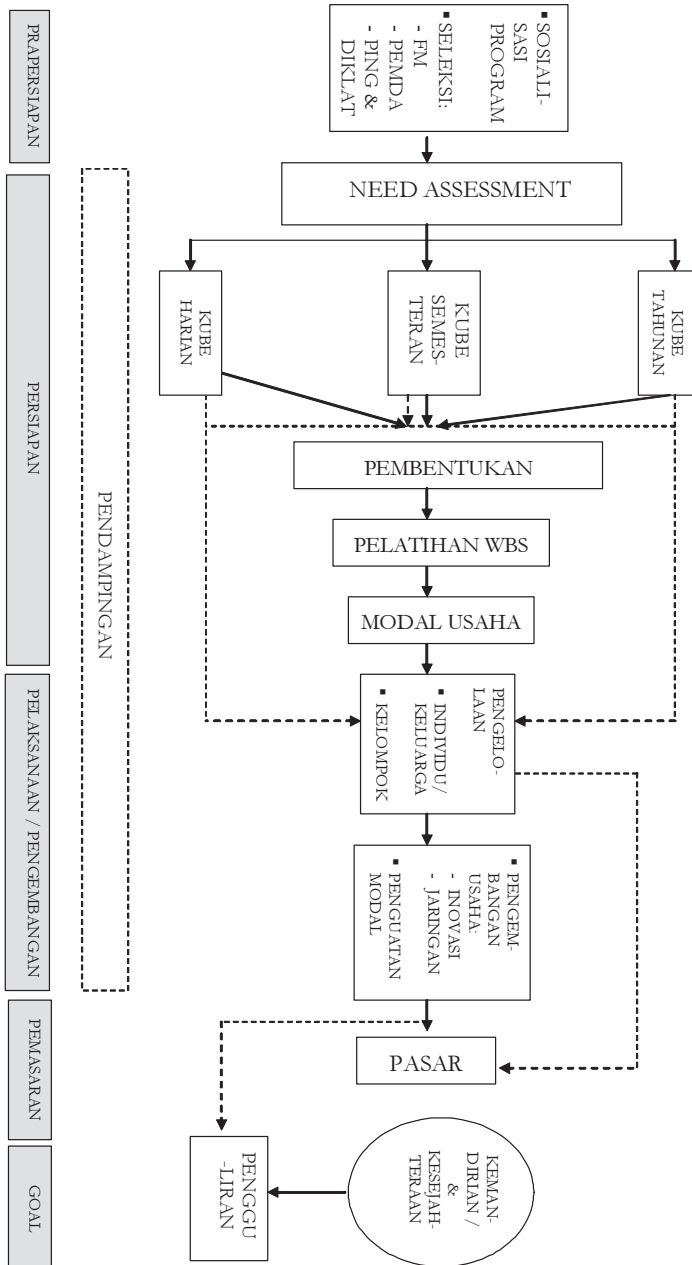 ▪ SOSIALI-
SASI
PROGRAM
▪ SELEKSI:
- FM
- PEMDA
- PING &
DIKLAT
NEED ASSESSMENT
KUBE
HARIAN
KUBE
SEMES-
TERAN
KUBE
TAHUNAN
PEMBENTUKAN
PELATIHAN WBS
MODAL USAHA
PENGELO-
LAAN
▪ INDIVIDU/
KELUARGA
▪ KELOMPOK
▪ PENGEM-
BANGAN
USAHA:
- INOVASI
- JARINGAN
▪ PENGUATAN
MODAL
PASAR
PENGGU
-LIRAN
KEMAN-
DIRIAN /
&
KESEJAH-
TERAAN
PENDAMPINGAN
PRAPERSIAPAN
PERSIAPAN
PELAKSANAAN / PENGEMBANGAN
PEMASARAN
GOAL